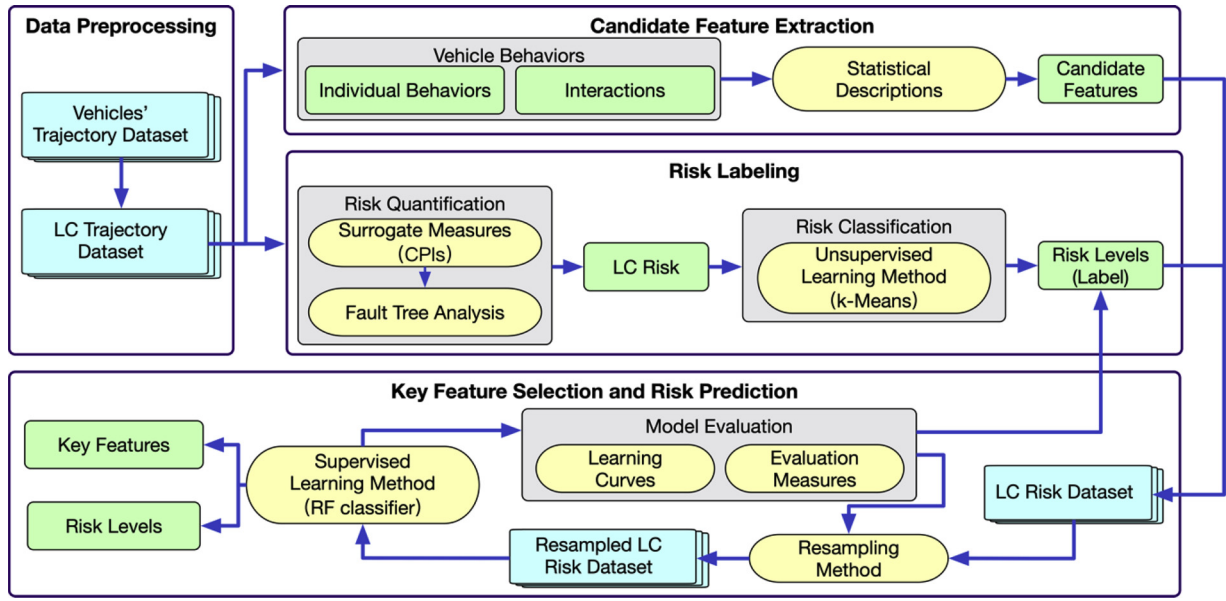 Data Preprocessing
Vehicles'
Trajectory Dataset
LC Trajectory
Dataset
Candidate Feature Extraction
Vehicle Behaviors
Individual Behaviors
Interactions
Statistical
Descriptions
Candidate
Features
Risk Labeling
Risk Quantification
Surrogate Measures
(CPIs)
Fault Tree Analysis
LC Risk
Risk Classification
Unsupervised
Learning Method
(k-Means)
Risk Levels
(Label)
Key Feature Selection and Risk Prediction
Key Features
Risk Levels
Supervised
Learning Method
(RF classifier)
Model Evaluation
Learning
Curves
Evaluation
Measures
LC Risk Dataset
Resampled LC
Risk Dataset
Resampling
Method